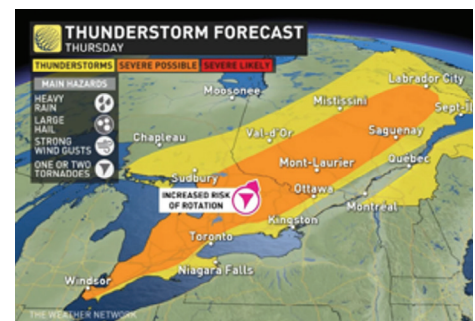 THUNDERSTORM FORECAST
THURSDAY
THUNDERSTORMS SEVERE POSSIBLE SEVERE LIKELY
MAIN HAZARDS
HEAVY
RAIN
LARGE
HAIL
STRONG
WIND GUSTS
ONE OR TWO
TORNADOES
Labrador City
Moosonee
Mistissini
Sept-Îl
Chapleau
Val-d'Or
Saguenay
Mont-Laurier
Québec
Sudbury
INCREASED RISK
OF ROTATION
Ottawa
Montréal
Kingston
Toronto
Niagara Falls
Windsor
THE WEATHER NETWORK